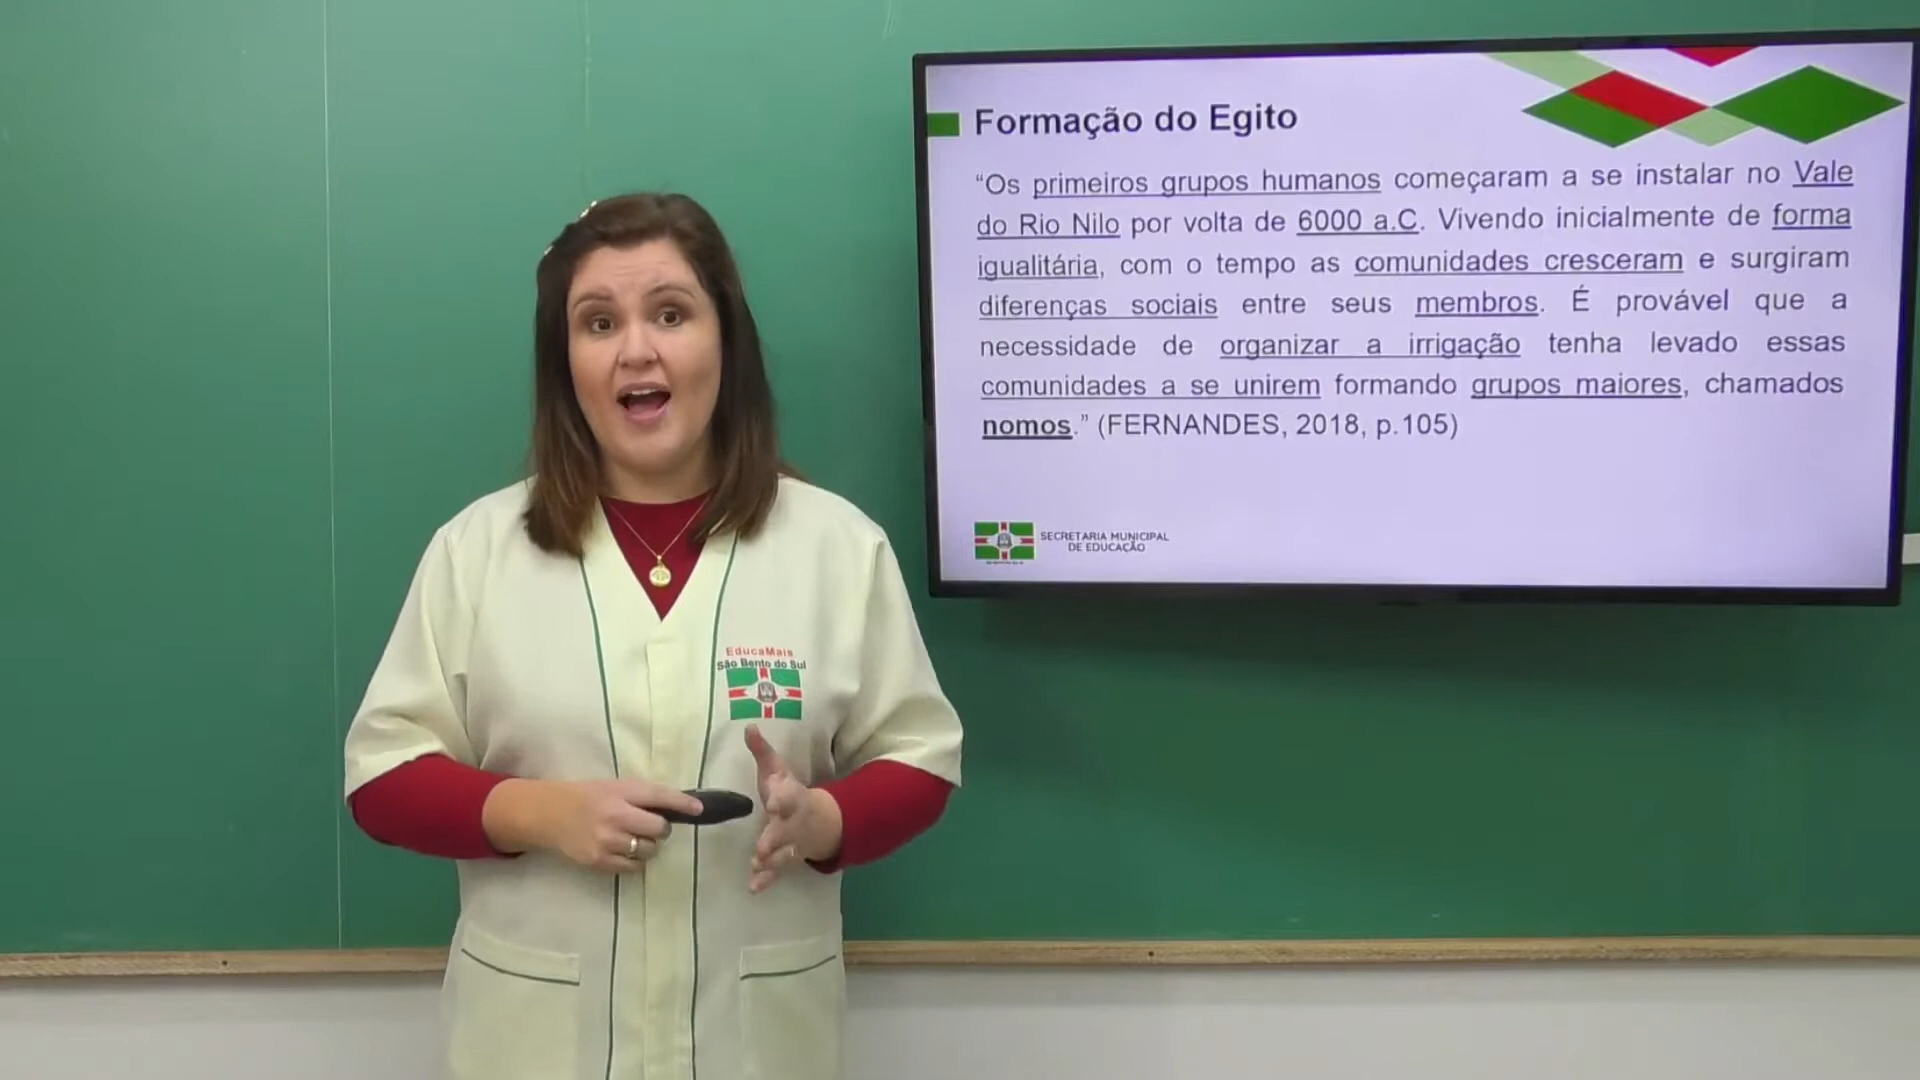 Formação do Egito
“Os primeiros grupos humanos começaram a se instalar no Vale
do Rio Nilo por volta de 6000 a.C. Vivendo inicialmente de forma
igualitária, com o tempo as comunidades cresceram e surgiram
diferenças sociais entre seus membros. É provável que a
necessidade de organizar a irrigação tenha levado essas
comunidades a se unirem formando grupos maiores, chamados
nomos.” (FERNANDES, 2018, p.105)
SECRETARIA MUNICIPAL
DE EDUCAÇÃO
EducaMais
São Bento do Sul